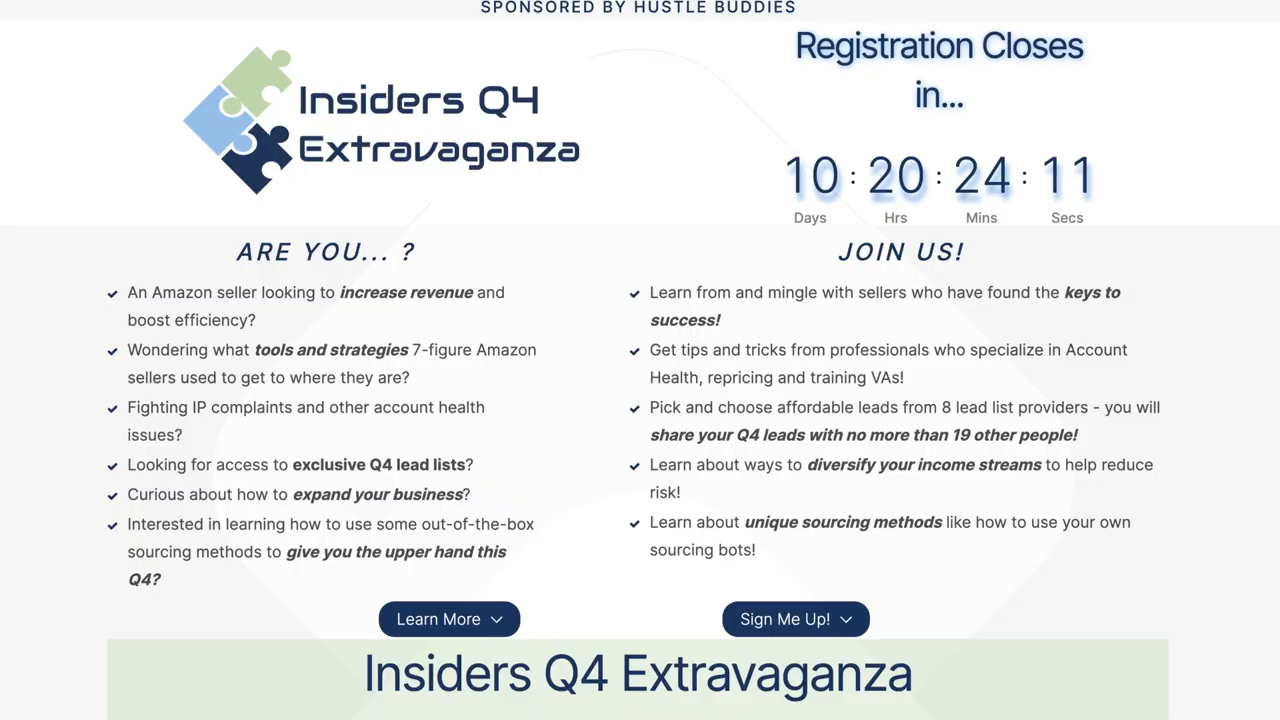 SPONSORED BY HUSTLE BUDDIES
Insiders Q4
Extravaganza
Registration Closes
in...
10 : 20 : 24 : 11
Days Hrs Mins Secs
ARE YOU... ?
An Amazon seller looking to increase revenue and
boost efficiency?
Wondering what tools and strategies 7-figure Amazon
sellers used to get to where they are?
Fighting IP complaints and other account health
issues?
Looking for access to exclusive Q4 lead lists?
Curious about how to expand your business?
Interested in learning how to use some out-of-the-box
sourcing methods to give you the upper hand this
Q4?
Learn More
JOIN US!
Learn from and mingle with sellers who have found the keys to
success!
Get tips and tricks from professionals who specialize in Account
Health, repricing and training VAs!
Pick and choose affordable leads from 8 lead list providers - you will
share your Q4 leads with no more than 19 other people!
Learn about ways to diversify your income streams to help reduce
risk!
Learn about unique sourcing methods like how to use your own
sourcing bots!
Sign Me Up!
Insiders Q4 Extravaganza